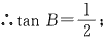 ∴tan B=1/2;